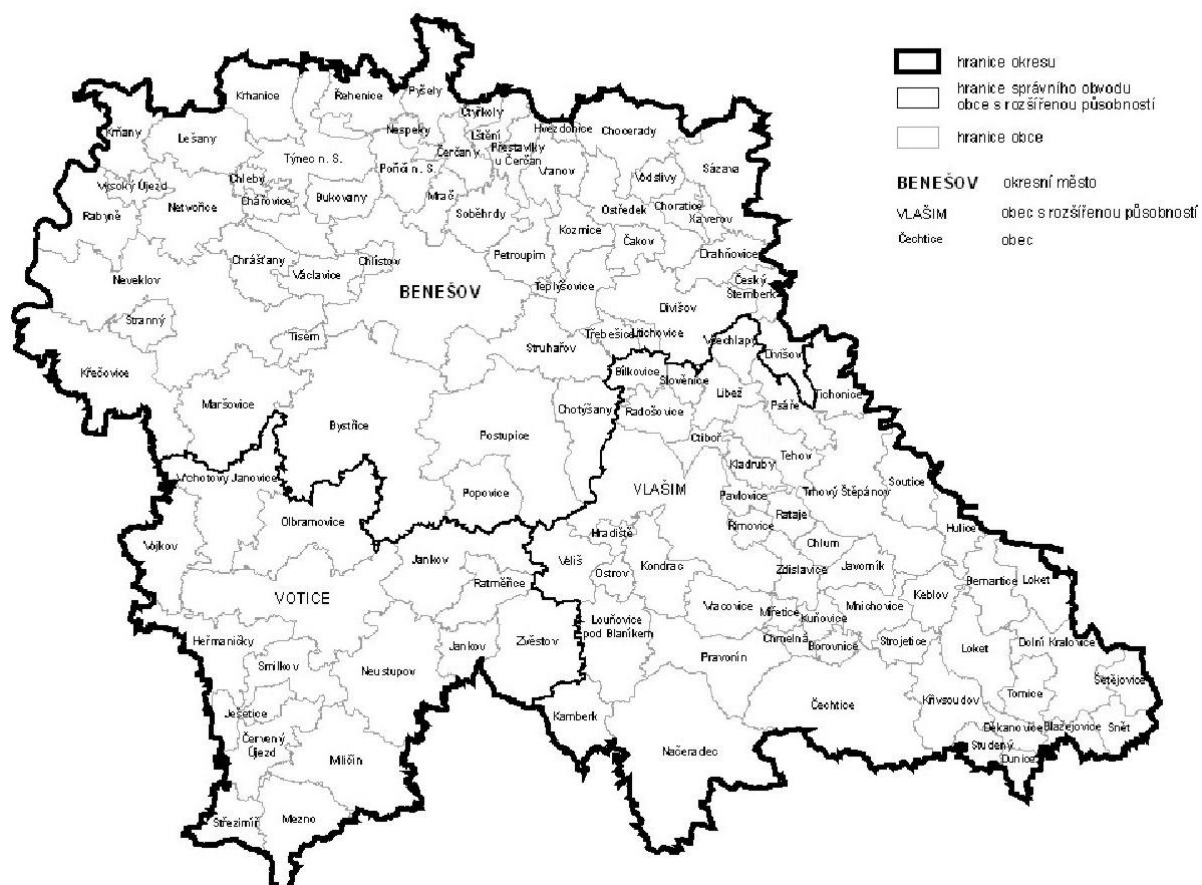 hranice okresu
hranice správního obvodu
obce s rozšířenou působností
hranice obce
BENEŠOV okresní město
VLAŠIM obec s rozšířenou působností
Čechtice obec
Pyšely
Krhanice
Řehenice
Čtyřkoly
Krňany
Lešany
Nespeky
Lštění
Hvězdonice
Chocerady
Přestavlky
u Čerčan
Čerčany
Týnec n. S.
Poříčí n. S.
Vranov
Sázava
Vysoký Újezd
Chleby
Vodslivy
Rabyně
Netvořice
Chářovice
Bukovany
Mrač
Soběhrdy
Ostředek
Choratice
Xaverov
Kozmice
Čakov
Drahňovice
Neveklov
Chrášťany
Václavice
Chlístov
Petroupim
BENEŠOV
Teplýšovice
Český
Šternberk
Divišov
Stranný
Tisem
Struhařov
Třebešice
Litichovice
Všechlapy
Divišov
Křečovice
Maršovice
Bystřice
Postupice
Chotýšany
Bílkovice
Slověnice
Radošovice
Libež
Psáře
Tichonice
Ctiboř
Tehov
Kladruby
VLAŠIM
Vrchotovy Janovice
Popovice
Pavlovice
Rataje
Trhový Štěpánov
Soutice
Olbramovice
Řimovice
Hulice
Vojkov
Hradiště
Chlum
Jankov
Veliš
Ostrov
Kondrac
Zdislavice
Javorník
Bernartice
Loket
Ratměřice
VOTICE
Louňovice
pod Blaníkem
Vracovice
Miřetice
Kuňovice
Mnichovice
Keblov
Heřmaničky
Zvěstov
Chmelná
Borovnice
Strojetice
Dolní Kralovice
Smilkov
Neustupov
Jankov
Pravonín
Loket
Šetějovice
Ješetice
Čechtice
Křivsoudov
Tomice
Červený
Újezd
Kamberk
Děkanovice
Blažejovice
Snět
Miličín
Načeradec
Studený
Dunice
Střezimíř
Mezno